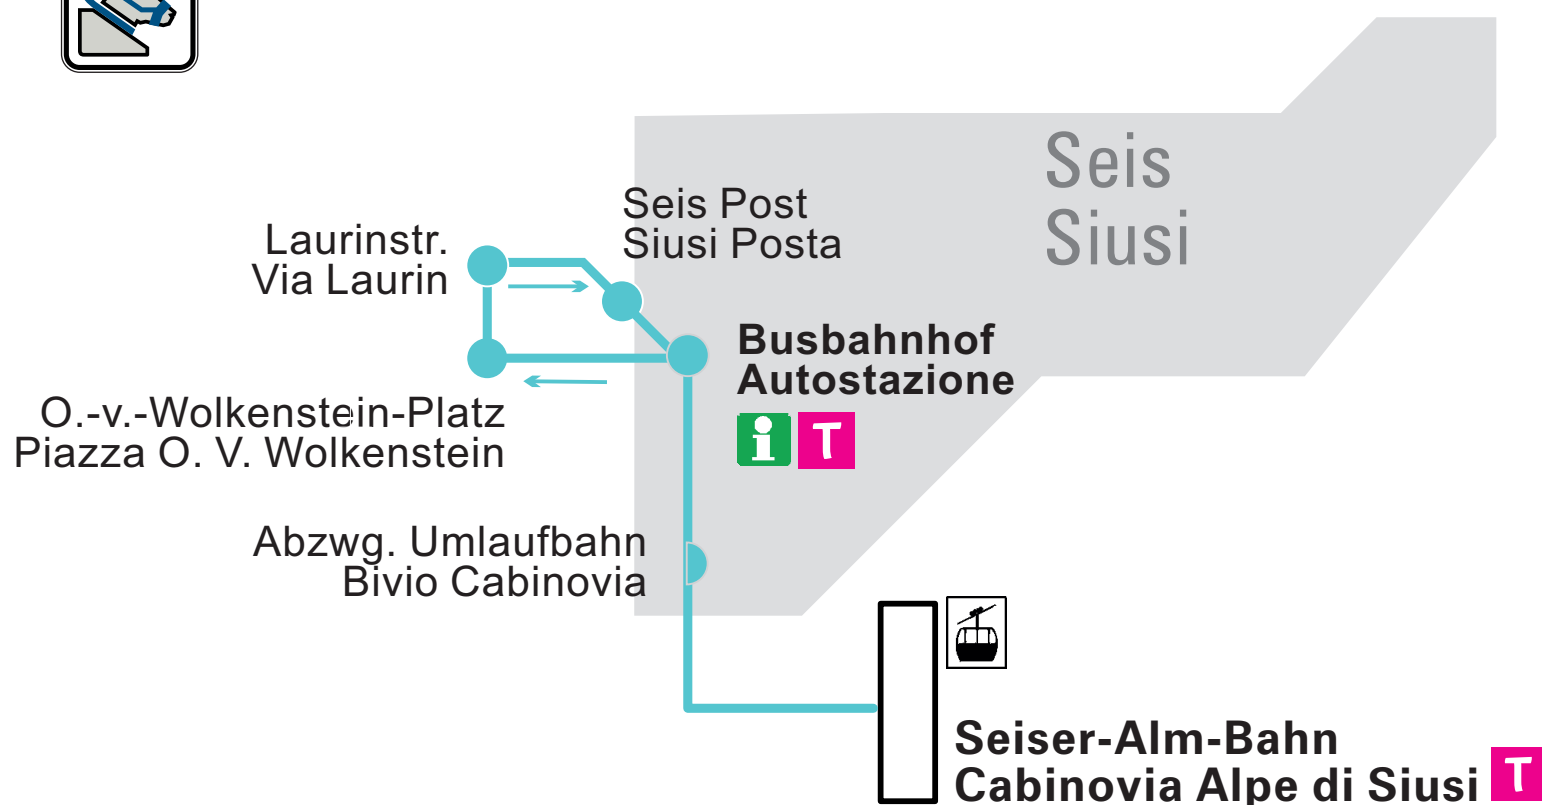 Seis
Siusi
Seis Post
Siusi Posta
Laurinstr.
Via Laurin
Busbahnhof
Autostazione
i T
O.-v.-Wolkenstein-Platz
Piazza O. V. Wolkenstein
Abzwg. Umlaufbahn
Bivio Cabinovia
Seiser-Alm-Bahn
Cabinovia Alpe di Siusi T